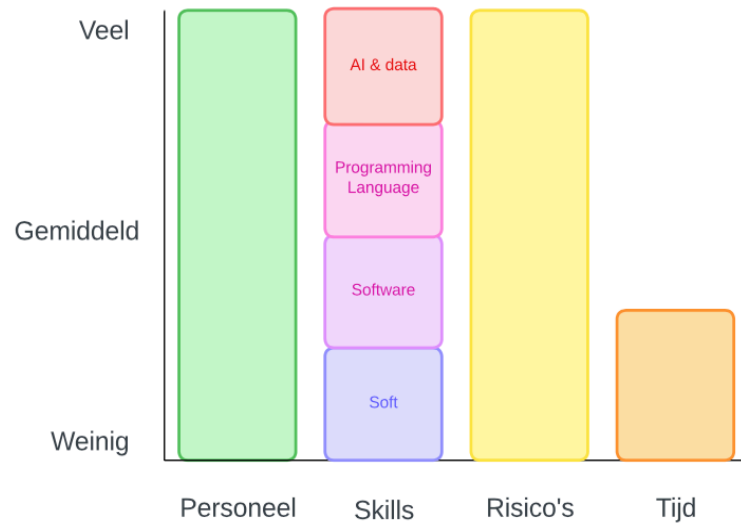 Veel
AI & data
Programming
Language
Gemiddeld
Software
Soft
Weinig
Personeel
Skills
Risico's
Tijd